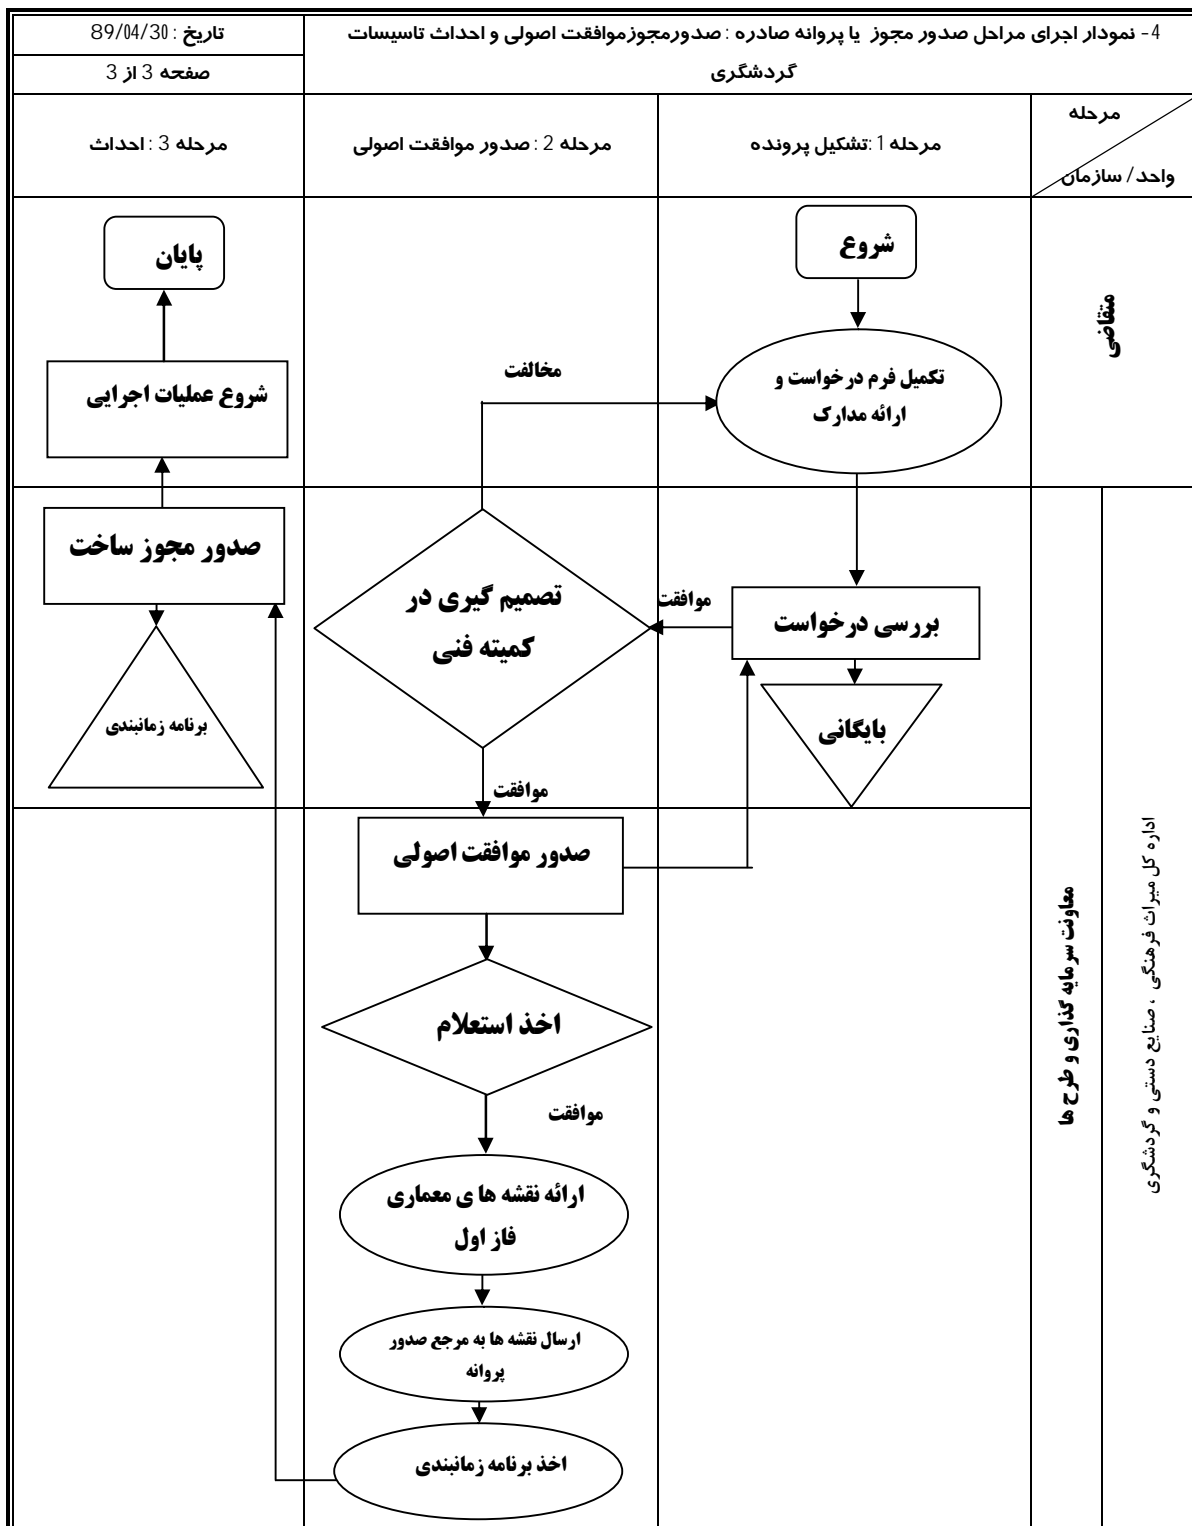 4- نمودار اجرای مراحل صدور مجوز یا پروانه صادره : صدورمجوزموافقت اصولی و احداث تاسیسات
گردشگری
تاریخ : 89/04/30
صفحه 3 از 3
مرحله
واحد/ سازمان
مرحله 1 :تشکیل پرونده
مرحله 2 : صدور موافقت اصولی
مرحله 3 : احداث
متقاضی
شروع
پایان
تکمیل فرم درخواست و
ارائه مدارک
مخالفت
شروع عملیات اجرایی
اداره کل میراث فرهنگی ، صنایع دستی و گردشگری
معاونت سرمایه گذاری و طرح ها
بررسی درخواست
موافقت
تصمیم گیری در
کمیته فنی
صدور مجوز ساخت
بایگانی
برنامه زمانبندی
موافقت
صدور موافقت اصولی
اخذ استعلام
موافقت
ارائه نقشه ها ی معماری
فاز اول
ارسال نقشه ها به مرجع صدور
پروانه
اخذ برنامه زمانبندی